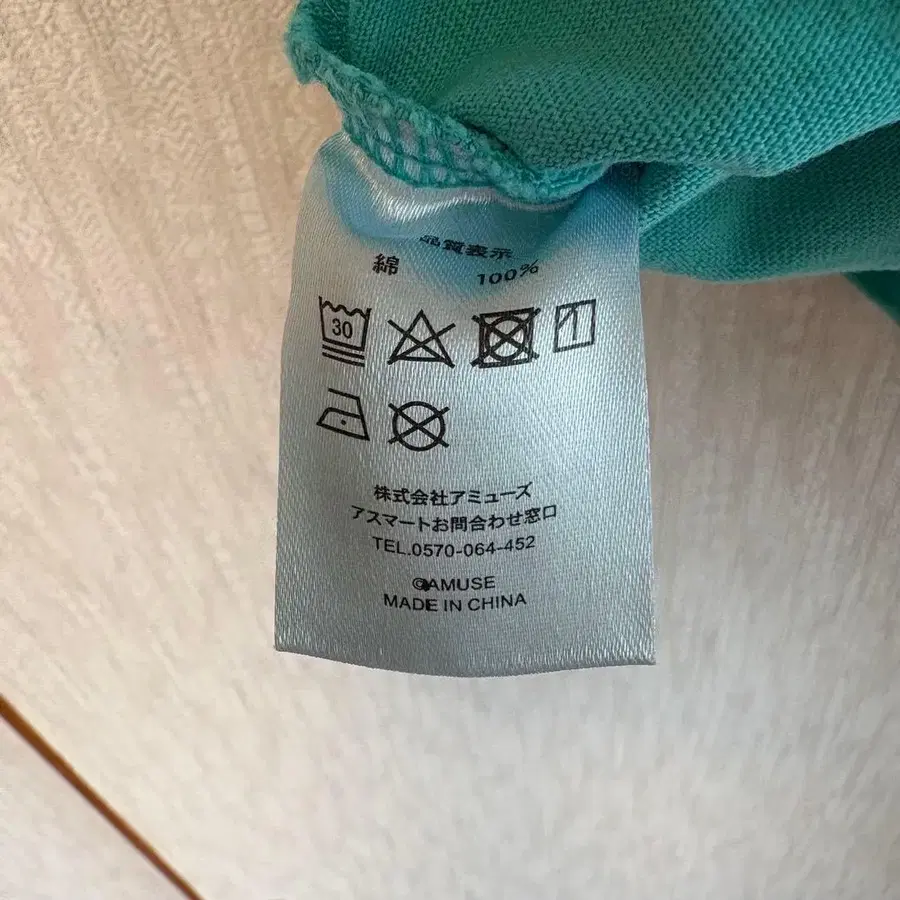 品質表示
綿 100%
30
株式会社アミューズ
アスマートお問合わせ窓口
TEL.0570-064-452
©AMUSE
MADE IN CHINA